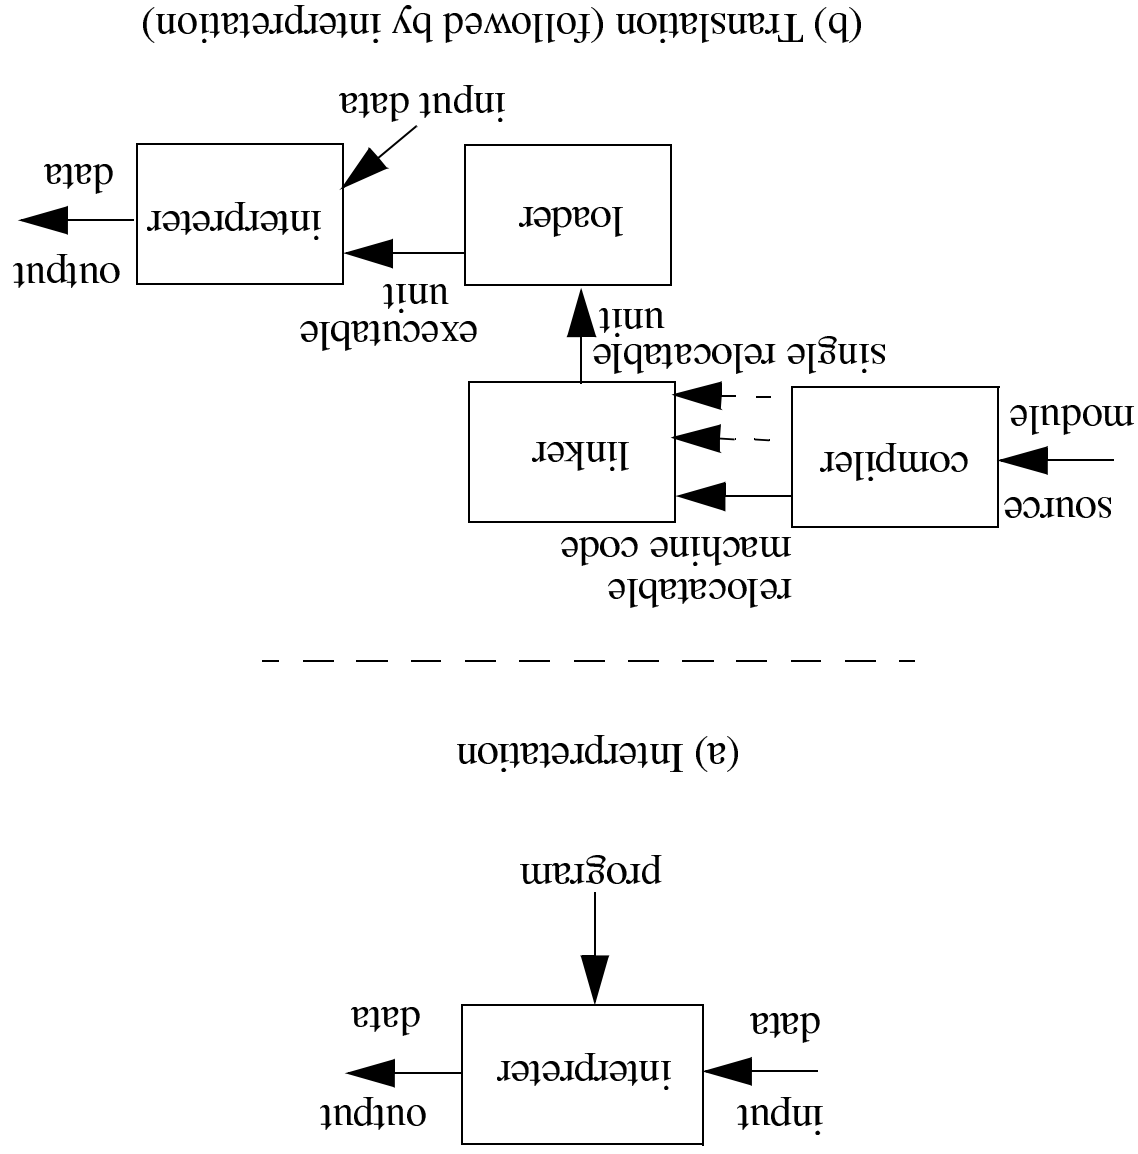 input
data
interpreter
output
data
program
(a) Interpretation
relocatable
machine code
source
module
compiler
linker
single relocatable
unit
loader
executable
unit
interpreter
input data
output
data
(b) Translation (followed by interpretation)